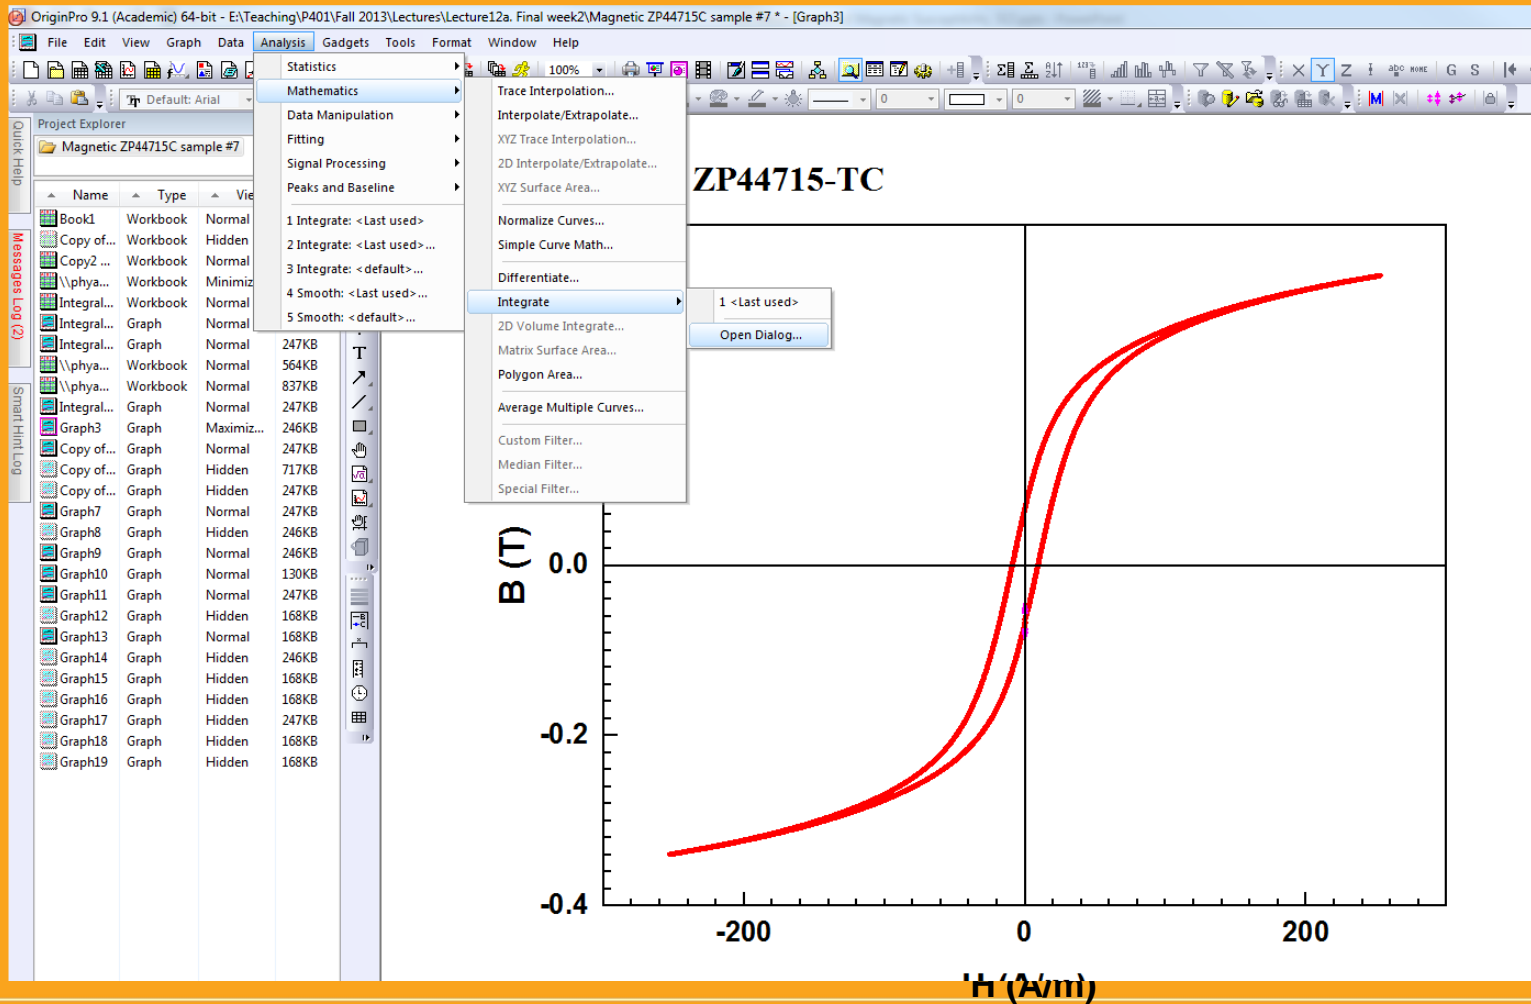 OriginPro 9.1 (Academic) 64-bit - E:\Teaching\P401\Fall 2013\Lectures\Lecture12a. Final week2\Magnetic ZP44715C sample #7 * - [Graph3]
File Edit View Graph Data Analysis Gadgets Tools Format Window Help
100%
Y Z abc NONE G S
Default: Arial 0 0
Project Explorer
Magnetic ZP44715C sample #7
Quick Help
Messages Log (2)
Smart Hint Log
Name Type Vie
Book1 Workbook Normal
Copy of... Workbook Hidden
Copy2 ... Workbook Normal
\\phya... Workbook Minimiz
Integral... Workbook Normal
Integral... Graph Normal
Integral... Graph Normal 247KB
\\phya... Workbook Normal 564KB
\\phya... Workbook Normal 837KB
Integral... Graph Normal 247KB
Graph3 Graph Maximiz... 246KB
Copy of... Graph Normal 247KB
Copy of... Graph Hidden 717KB
Copy of... Graph Hidden 247KB
Graph7 Graph Normal 247KB
Graph8 Graph Hidden 246KB
Graph9 Graph Normal 246KB
Graph10 Graph Normal 130KB
Graph11 Graph Normal 247KB
Graph12 Graph Hidden 168KB
Graph13 Graph Normal 168KB
Graph14 Graph Hidden 246KB
Graph15 Graph Hidden 168KB
Graph16 Graph Hidden 168KB
Graph17 Graph Hidden 247KB
Graph18 Graph Hidden 168KB
Graph19 Graph Hidden 168KB
Statistics
Mathematics
Data Manipulation
Fitting
Signal Processing
Peaks and Baseline
1 Integrate: <Last used>
2 Integrate: <Last used>...
3 Integrate: <default>...
4 Smooth: <Last used>...
5 Smooth: <default>...
Trace Interpolation...
Interpolate/Extrapolate...
XYZ Trace Interpolation...
2D Interpolate/Extrapolate...
XYZ Surface Area...
Normalize Curves...
Simple Curve Math...
Differentiate...
Integrate
2D Volume Integrate...
Matrix Surface Area...
Polygon Area...
Average Multiple Curves...
Custom Filter...
Median Filter...
Special Filter...
1 <Last used>
Open Dialog...
ZP44715-TC
B (T)
0.0
-0.2
-0.4
-200 0 200
H (A/m)